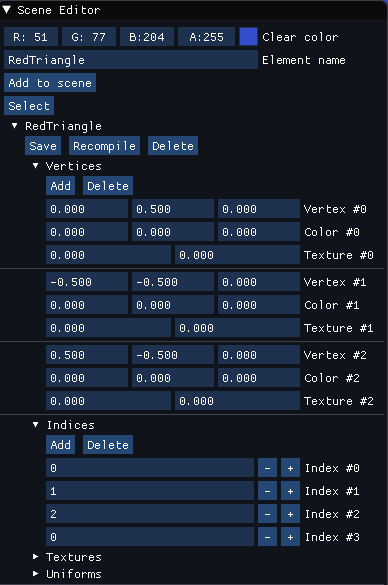 Scene Editor
R: 51 G: 77 B:204 A:255 Clear color
RedTriangle Element name
Add to scene
Select
RedTriangle
Save Recompile Delete
Vertices
Add Delete
0.000 0.500 0.000 Vertex #0
0.000 0.000 0.000 Color #0
0.000 0.000 Texture #0
-0.500 -0.500 0.000 Vertex #1
0.000 0.000 0.000 Color #1
0.000 0.000 Texture #1
0.500 -0.500 0.000 Vertex #2
0.000 0.000 0.000 Color #2
0.000 0.000 Texture #2
Indices
Add Delete
0 - + Index #0
1 - + Index #1
2 - + Index #2
0 - + Index #3
Textures
Uniforms